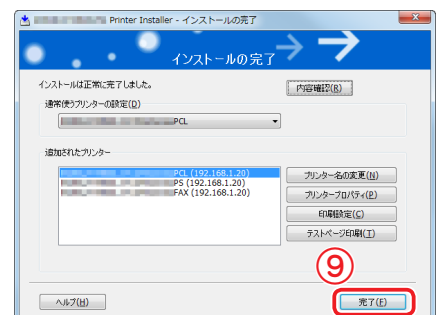 Printer Installer - インストールの完了
インストールの完了
インストールは正常に完了しました。
内容確認(R)
通常使うプリンターの設定(D)
PCL
追加されたプリンター
PCL (192.168.1.20)
PS (192.168.1.20)
FAX (192.168.1.20)
プリンター名の変更(N)
プリンタープロパティ(P)
印刷設定(C)
テストページ印刷(T)
⑨
ヘルプ(H)
完了(F)